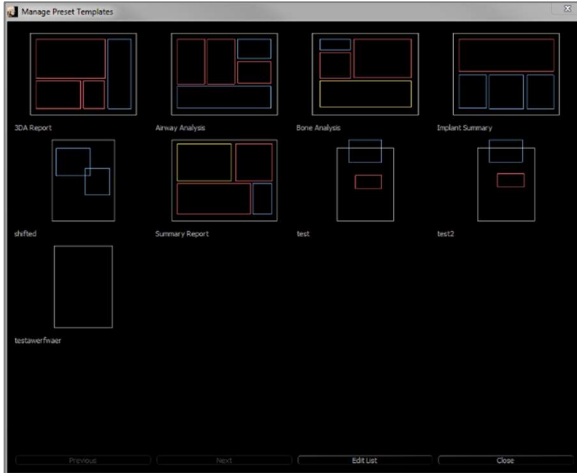 Manage Preset Templates
3DA Report
Airway Analysis
Bone Analysis
Implant Summary
shifted
Summary Report
test
test2
testawerfwaer
Previous
Next
Edit List
Close